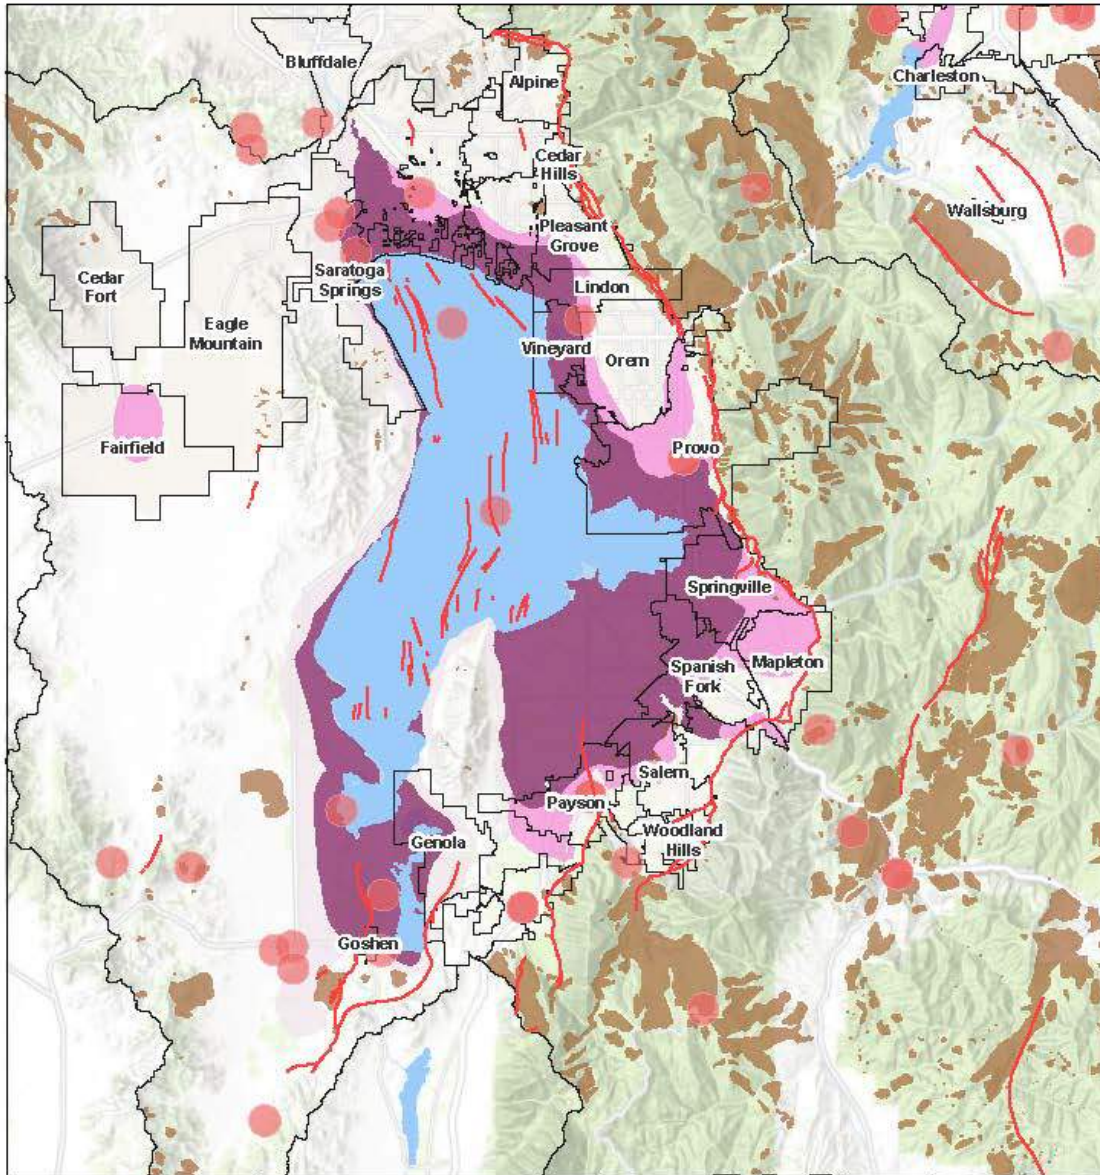 Bluffdale
Alpine
Charleston
Cedar
Hills
Wallsburg
Pleasant
Grove
Cedar
Fort
Saratoga
Springs
Lindon
Eagle
Mountain
Vineyard
Orem
Fairfield
Provo
Springville
Spanish
Fork
Mapleton
Salem
Payson
Woodland
Hills
Genola
Goshen